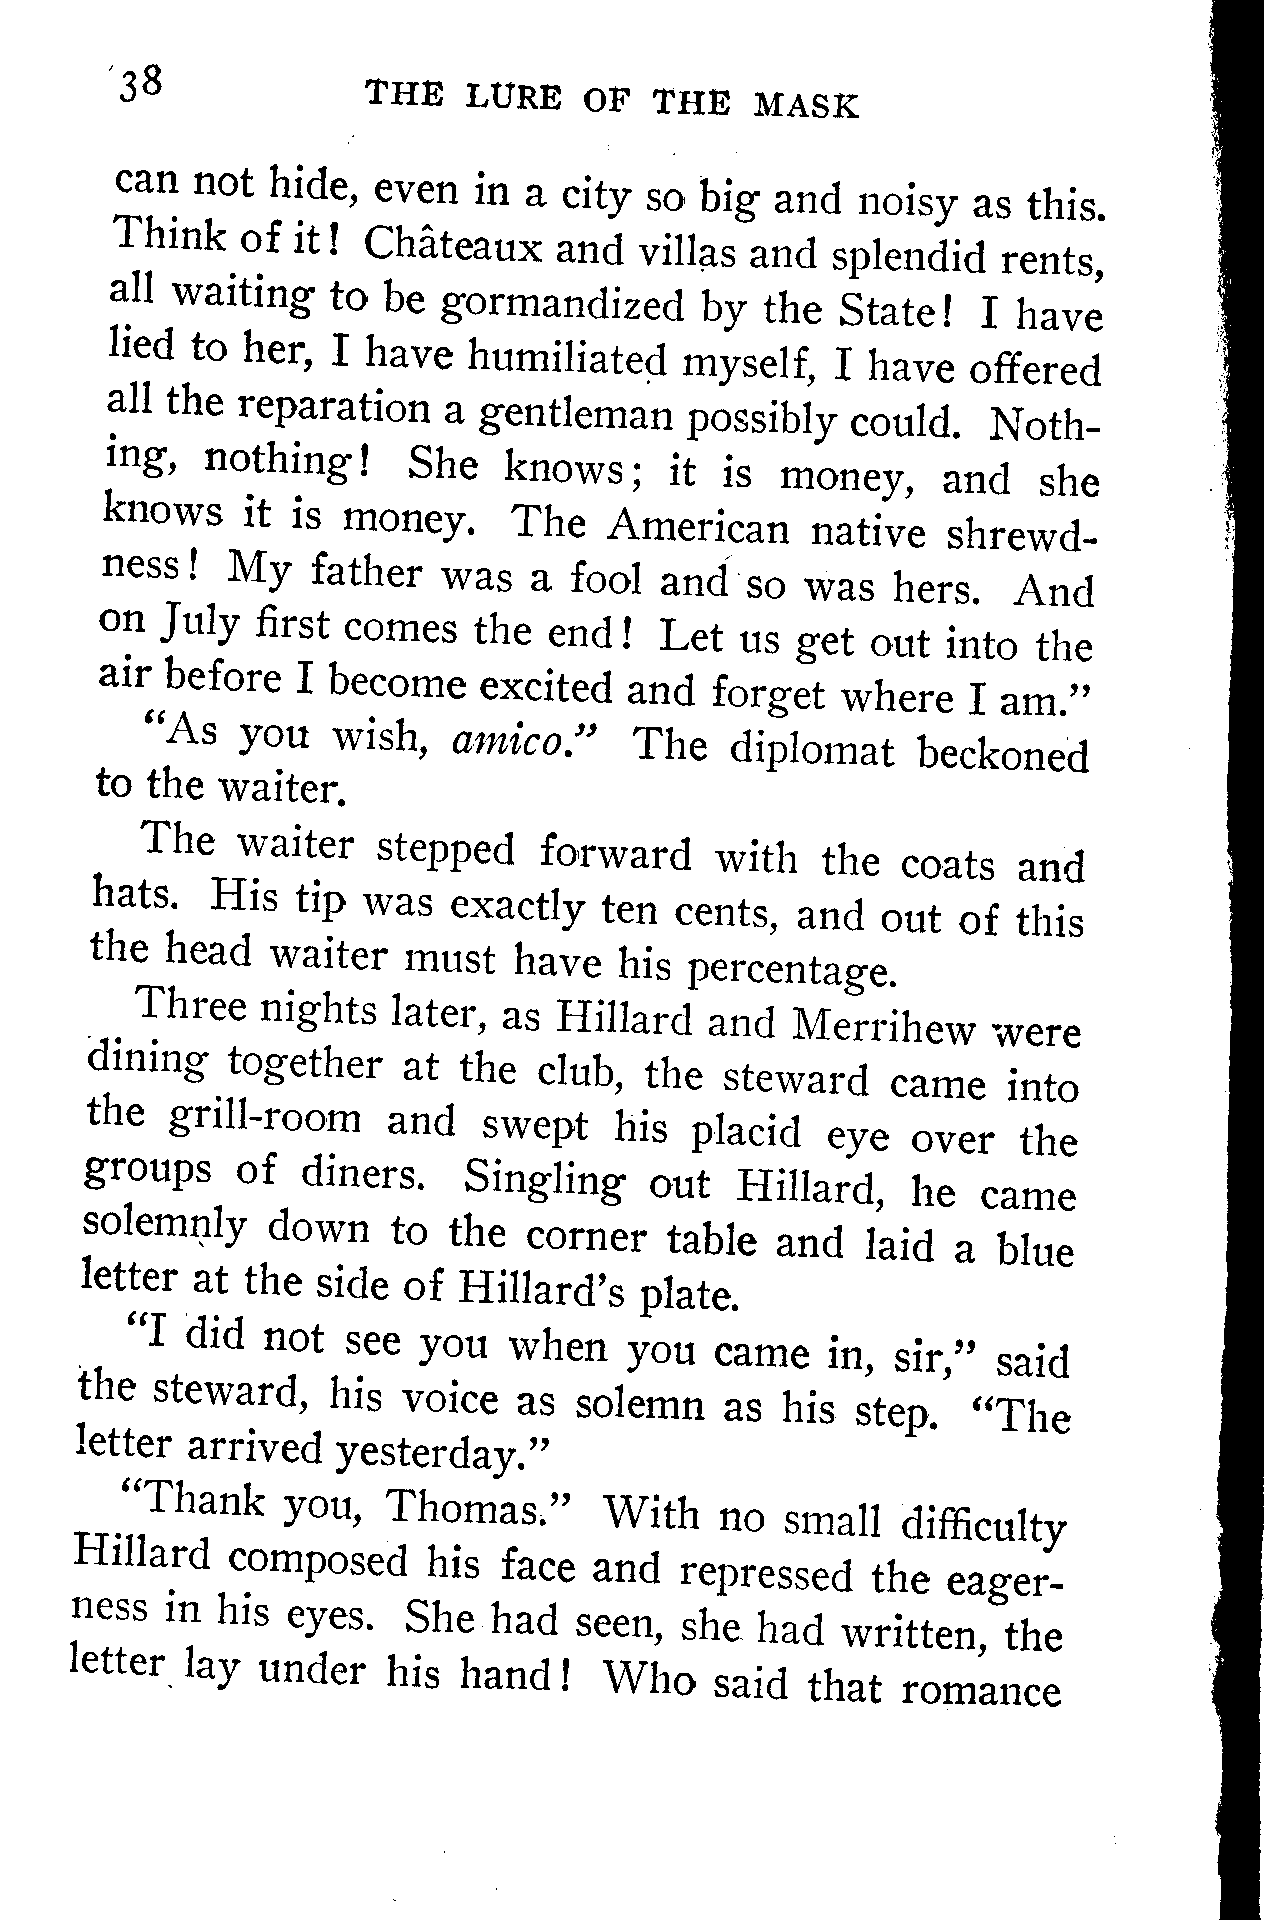 38 THE LURE OF THE MASK
can not hide, even in a city so big and noisy as this.
Think of it! Châteaux and villas and splendid rents,
all waiting to be gormandized by the State! I have
lied to her, I have humiliated myself, I have offered
all the reparation a gentleman possibly could. Noth-
ing, nothing! She knows; it is money, and she
knows it is money. The American native shrewd-
ness! My father was a fool and so was hers. And
on July first comes the end! Let us get out into the
air before I become excited and forget where I am.”
“As you wish, amico.” The diplomat beckoned
to the waiter.
The waiter stepped forward with the coats and
hats. His tip was exactly ten cents, and out of this
the head waiter must have his percentage.
Three nights later, as Hillard and Merrihew were
dining together at the club, the steward came into
the grill-room and swept his placid eye over the
groups of diners. Singling out Hillard, he came
solemnly down to the corner table and laid a blue
letter at the side of Hillard’s plate.
“I did not see you when you came in, sir,” said
the steward, his voice as solemn as his step. “The
letter arrived yesterday.”
“Thank you, Thomas.” With no small difficulty
Hillard composed his face and repressed the eager-
ness in his eyes. She had seen, she had written, the
letter lay under his hand! Who said that romance